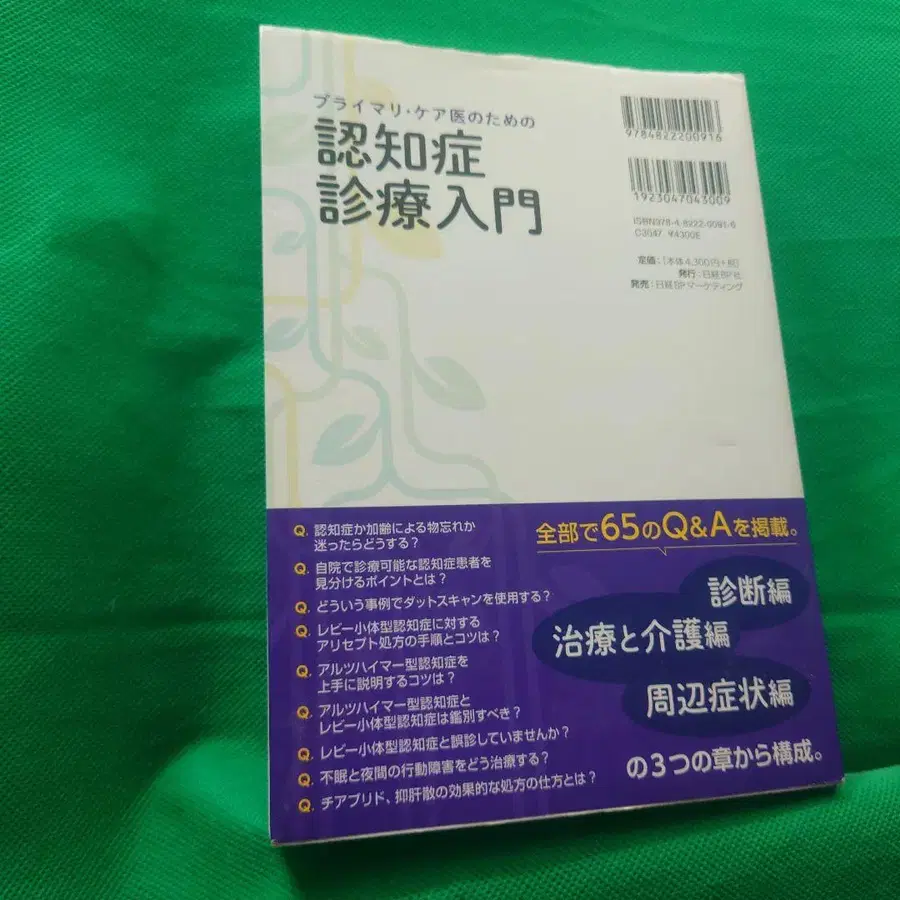 プライマリ・ケア医のための
認知症
診療入門
9784822200916
1923047043009
ISBN978-4-8222-0091-6
C3047 ¥4300E
定価:[本体4,300円+税]
発行:日経BP社
発売:日経BPマーケティング
Q. 認知症か加齢による物忘れか
迷ったらどうする?
Q. 自院で診療可能な認知症患者を
見分けるポイントとは?
Q. どういう事例でダットスキャンを使用する?
Q. レビー小体型認知症に対する
アリセプト処方の手順とコツは?
Q. アルツハイマー型認知症を
上手に説明するコツは?
Q. アルツハイマー型認知症と
レビー小体型認知症は鑑別すべき?
Q. レビー小体型認知症と誤診していませんか?
Q. 不眠と夜間の行動障害をどう治療する?
Q. チアプリド、抑肝散の効果的な処方の仕方とは?
全部で65のQ&Aを掲載。
診断編
治療と介護編
周辺症状編
の3つの章から構成。